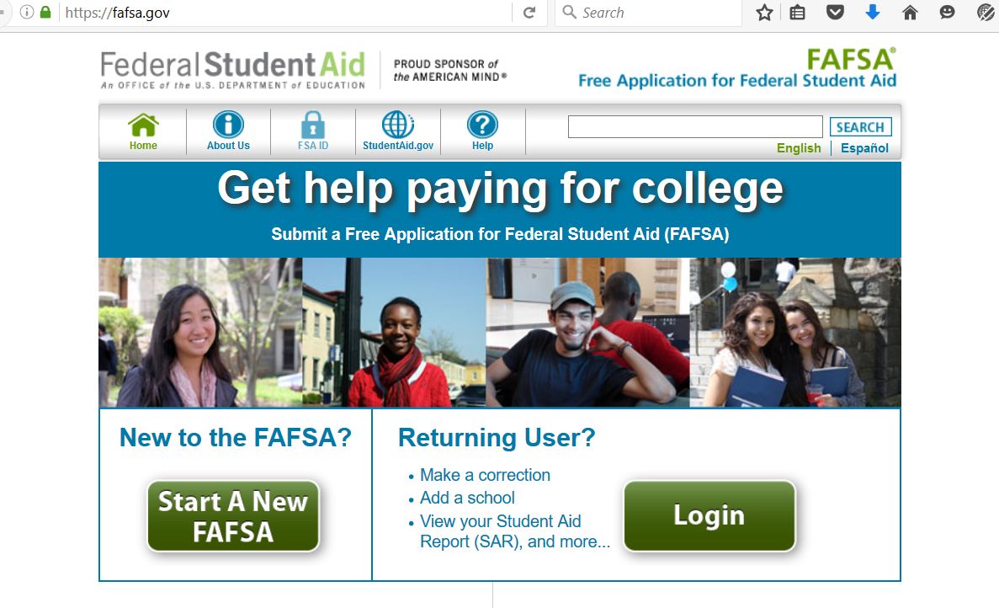 https://fafsa.gov
Search
Federal Student Aid
An OFFICE of the U.S. DEPARTMENT of EDUCATION
PROUD SPONSOR of
the AMERICAN MIND®
FAFSA®
Free Application for Federal Student Aid
Home
About Us
FSA ID
StudentAid.gov
Help
SEARCH
English
Español
Get help paying for college
Submit a Free Application for Federal Student Aid (FAFSA)
New to the FAFSA?
Start A New
FAFSA
Returning User?
• Make a correction
• Add a school
• View your Student Aid
Report (SAR), and more...
Login